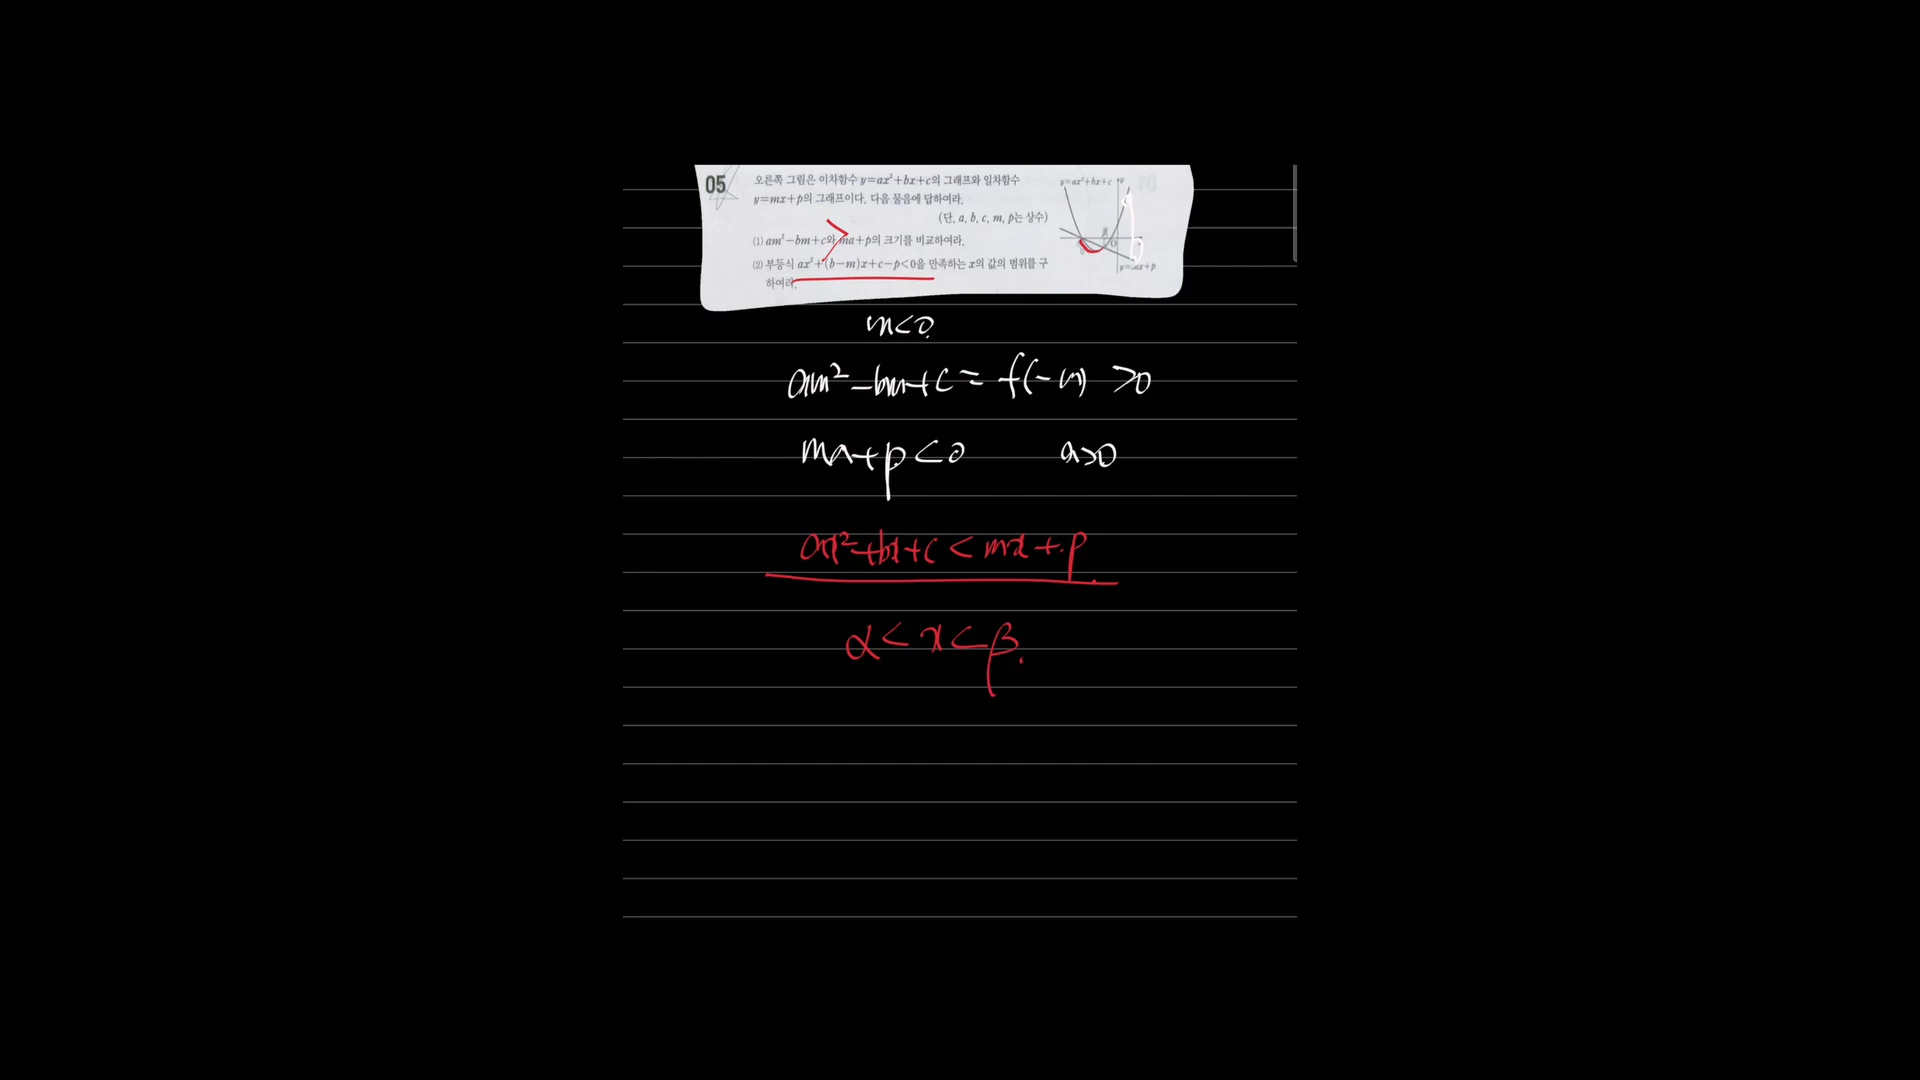 05
오른쪽 그림은 이차함수 y=ax²+bx+c의 그래프와 일차함수
y=mx+p의 그래프이다. 다음 물음에 답하여라.
(단, a, b, c, m, p는 상수)
(1) am²-bm+c와 ma+p의 크기를 비교하여라.
>
(2) 부등식 ax²+(b-m)x+c-p<0을 만족하는 x의 값의 범위를 구
하여라.
y=ax²+bx+c
y
O
y=mx+p
m<0.
am²-bm+c = f(-m) >0
ma+p<0 a>0
ax²+bx+c < mx+p.
α<x<β.